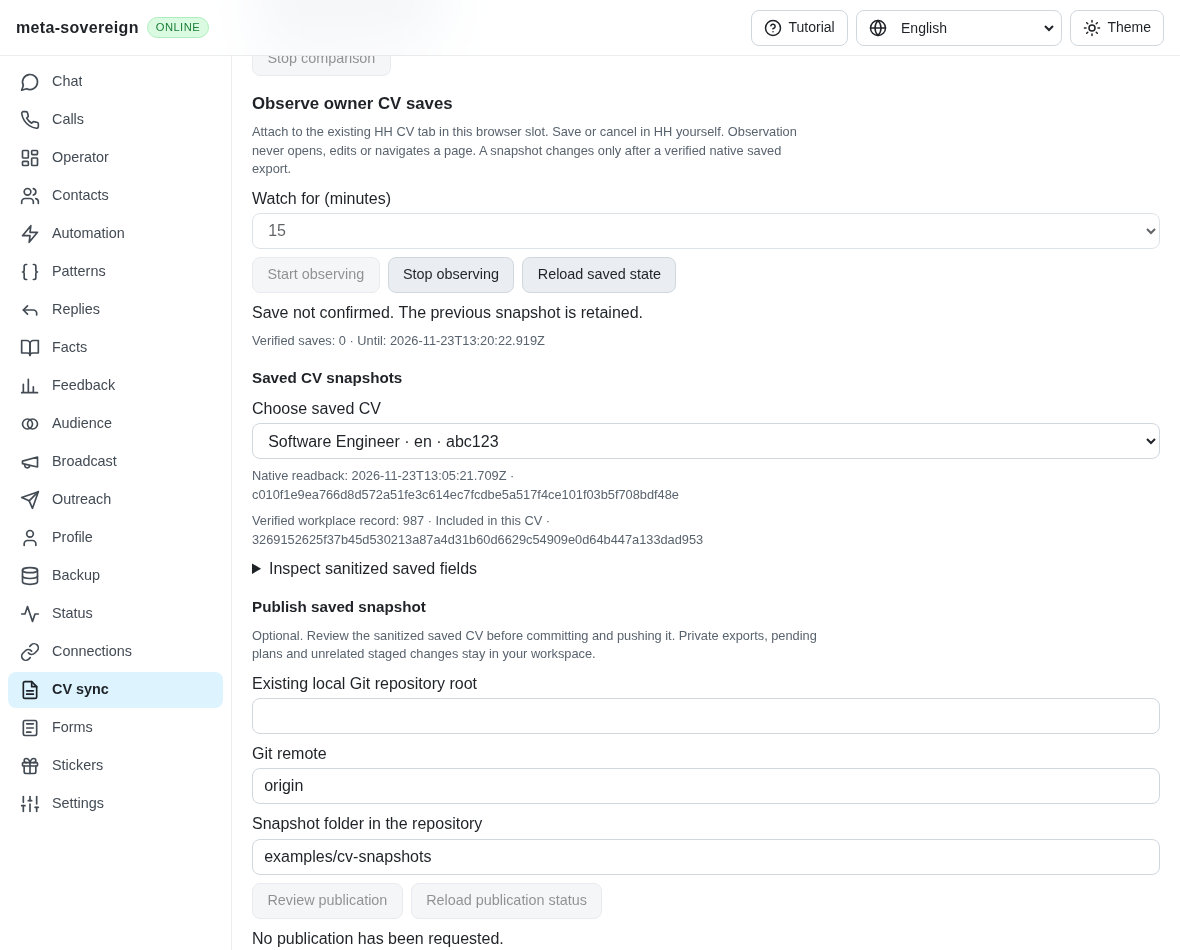 meta-sovereign
ONLINE
Tutorial
English
Theme
Chat
Calls
Operator
Contacts
Automation
Patterns
Replies
Facts
Feedback
Audience
Broadcast
Outreach
Profile
Backup
Status
Connections
CV sync
Forms
Stickers
Settings
Stop comparison
Observe owner CV saves
Attach to the existing HH CV tab in this browser slot. Save or cancel in HH yourself. Observation
never opens, edits or navigates a page. A snapshot changes only after a verified native saved
export.
Watch for (minutes)
15
Start observing
Stop observing
Reload saved state
Save not confirmed. The previous snapshot is retained.
Verified saves: 0 · Until: 2026-11-23T13:20:22.919Z
Saved CV snapshots
Choose saved CV
Software Engineer · en · abc123
Native readback: 2026-11-23T13:05:21.709Z ·
c010f1e9ea766d8d572a51fe3c614ec7fcdbe5a517f4ce101f03b5f708bdf48e
Verified workplace record: 987 · Included in this CV ·
3269152625f37b45d530213a87a4d31b60d6629c54909e0d64b447a133dad953
Inspect sanitized saved fields
Publish saved snapshot
Optional. Review the sanitized saved CV before committing and pushing it. Private exports, pending
plans and unrelated staged changes stay in your workspace.
Existing local Git repository root
Git remote
origin
Snapshot folder in the repository
examples/cv-snapshots
Review publication
Reload publication status
No publication has been requested.